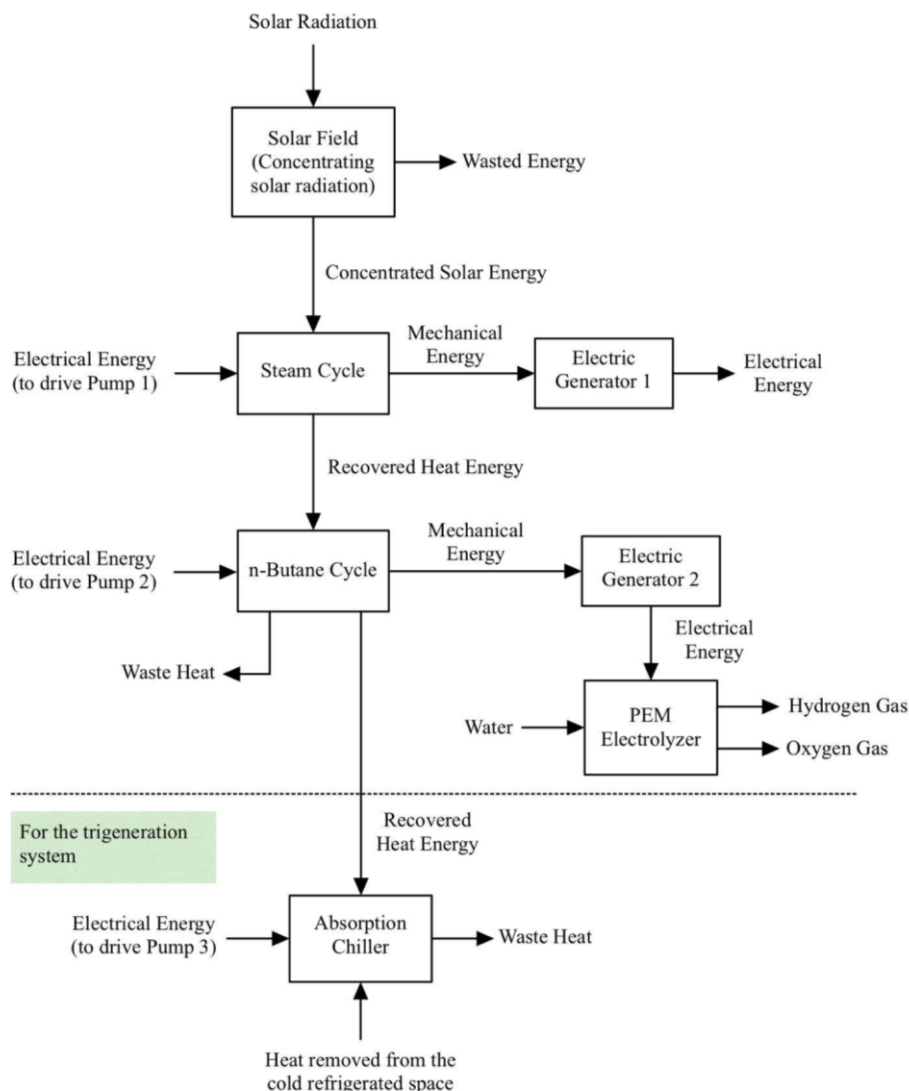 Solar Radiation
Solar Field
(Concentrating
solar radiation)
Wasted Energy
Concentrated Solar Energy
Electrical Energy
(to drive Pump 1)
Steam Cycle
Mechanical
Energy
Electric
Generator 1
Electrical
Energy
Recovered Heat Energy
Electrical Energy
(to drive Pump 2)
n-Butane Cycle
Mechanical
Energy
Electric
Generator 2
Electrical
Energy
Waste Heat
Water
PEM
Electrolyzer
Hydrogen Gas
Oxygen Gas
For the trigeneration
system
Recovered
Heat Energy
Electrical Energy
(to drive Pump 3)
Absorption
Chiller
Waste Heat
Heat removed from the
cold refrigerated space